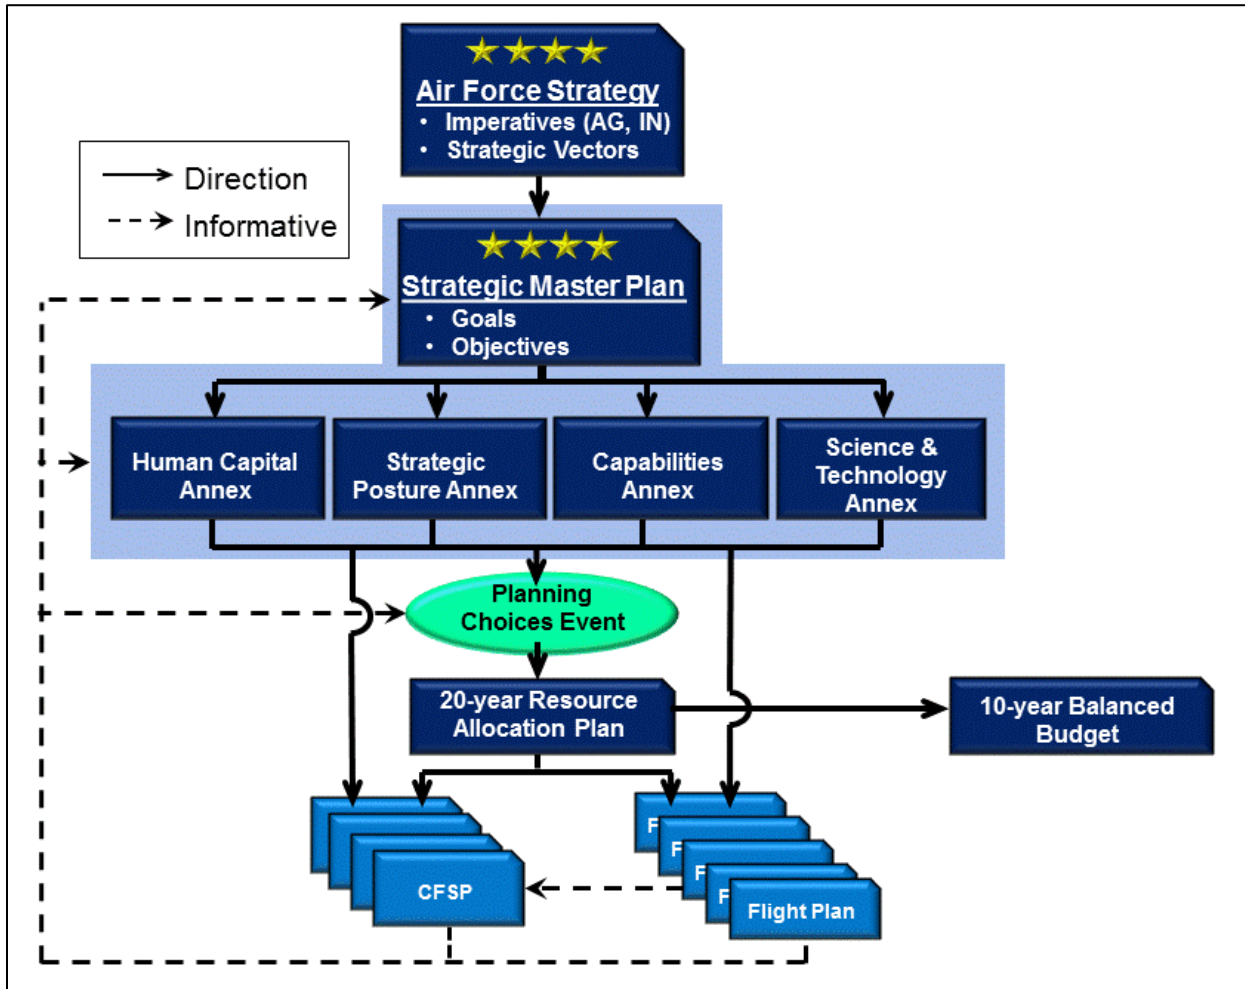 Air Force Strategy
• Imperatives (AG, IN)
• Strategic Vectors
Direction
Informative
Strategic Master Plan
• Goals
• Objectives
Human Capital
Annex
Strategic
Posture Annex
Capabilities
Annex
Science &
Technology
Annex
Planning
Choices Event
20-year Resource
Allocation Plan
10-year Balanced
Budget
CFSP
F
F
F
F
Flight Plan